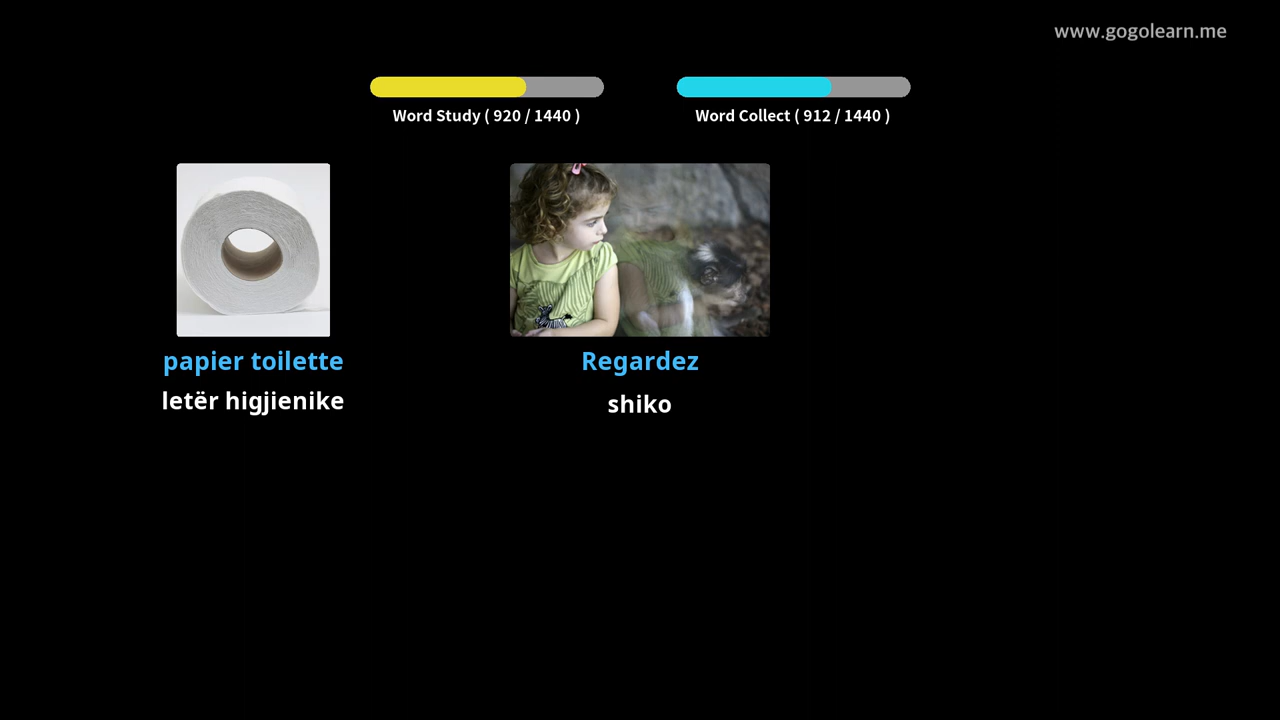 www.gogolearn.me
Word Study ( 920 / 1440 )
Word Collect ( 912 / 1440 )
papier toilette
letër higjienike
Regardez
shiko